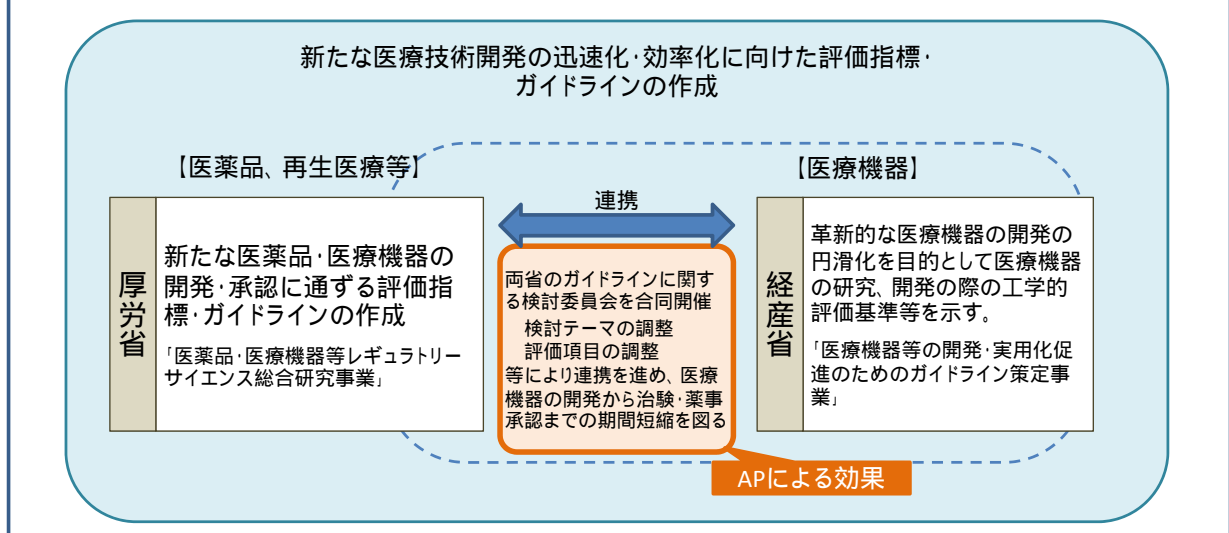 新たな医療技術開発の迅速化･効率化に向けた評価指標･
ガイドラインの作成
【医薬品、再生医療等】
【医療機器】
連携
厚労省
新たな医薬品･医療機器の
開発･承認に通ずる評価指
標･ガイドラインの作成
｢医薬品･医療機器等レギュラトリー
サイエンス総合研究事業｣
両省のガイドラインに関す
る検討委員会を合同開催
検討テーマの調整
評価項目の調整
等により連携を進め、医療
機器の開発から治験･薬事
承認までの期間短縮を図る
経産省
革新的な医療機器の開発の
円滑化を目的として医療機器
の研究、開発の際の工学的
評価基準等を示す。
｢医療機器等の開発･実用化促
進のためのガイドライン策定事
業｣
APによる効果